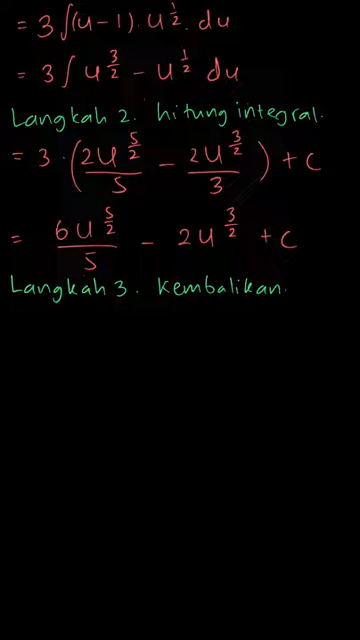 = 3 ∫(u – 1) . u^(1/2) . du
= 3 ∫ u^(3/2) – u^(1/2) du
Langkah 2. hitung integral.
= 3 . (2u^(5/2)/5 – 2u^(3/2)/3) + c
= 6u^(5/2)/5 – 2u^(3/2) + c
Langkah 3. Kembalikan.